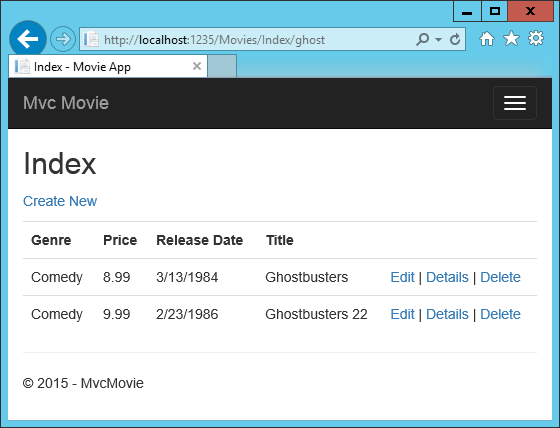 http://localhost:1235/Movies/Index/ghost
Index - Movie App
Mvc Movie
Index
Create New
Genre Price Release Date Title
Comedy 8.99 3/13/1984 Ghostbusters Edit | Details | Delete
Comedy 9.99 2/23/1986 Ghostbusters 22 Edit | Details | Delete
© 2015 - MvcMovie